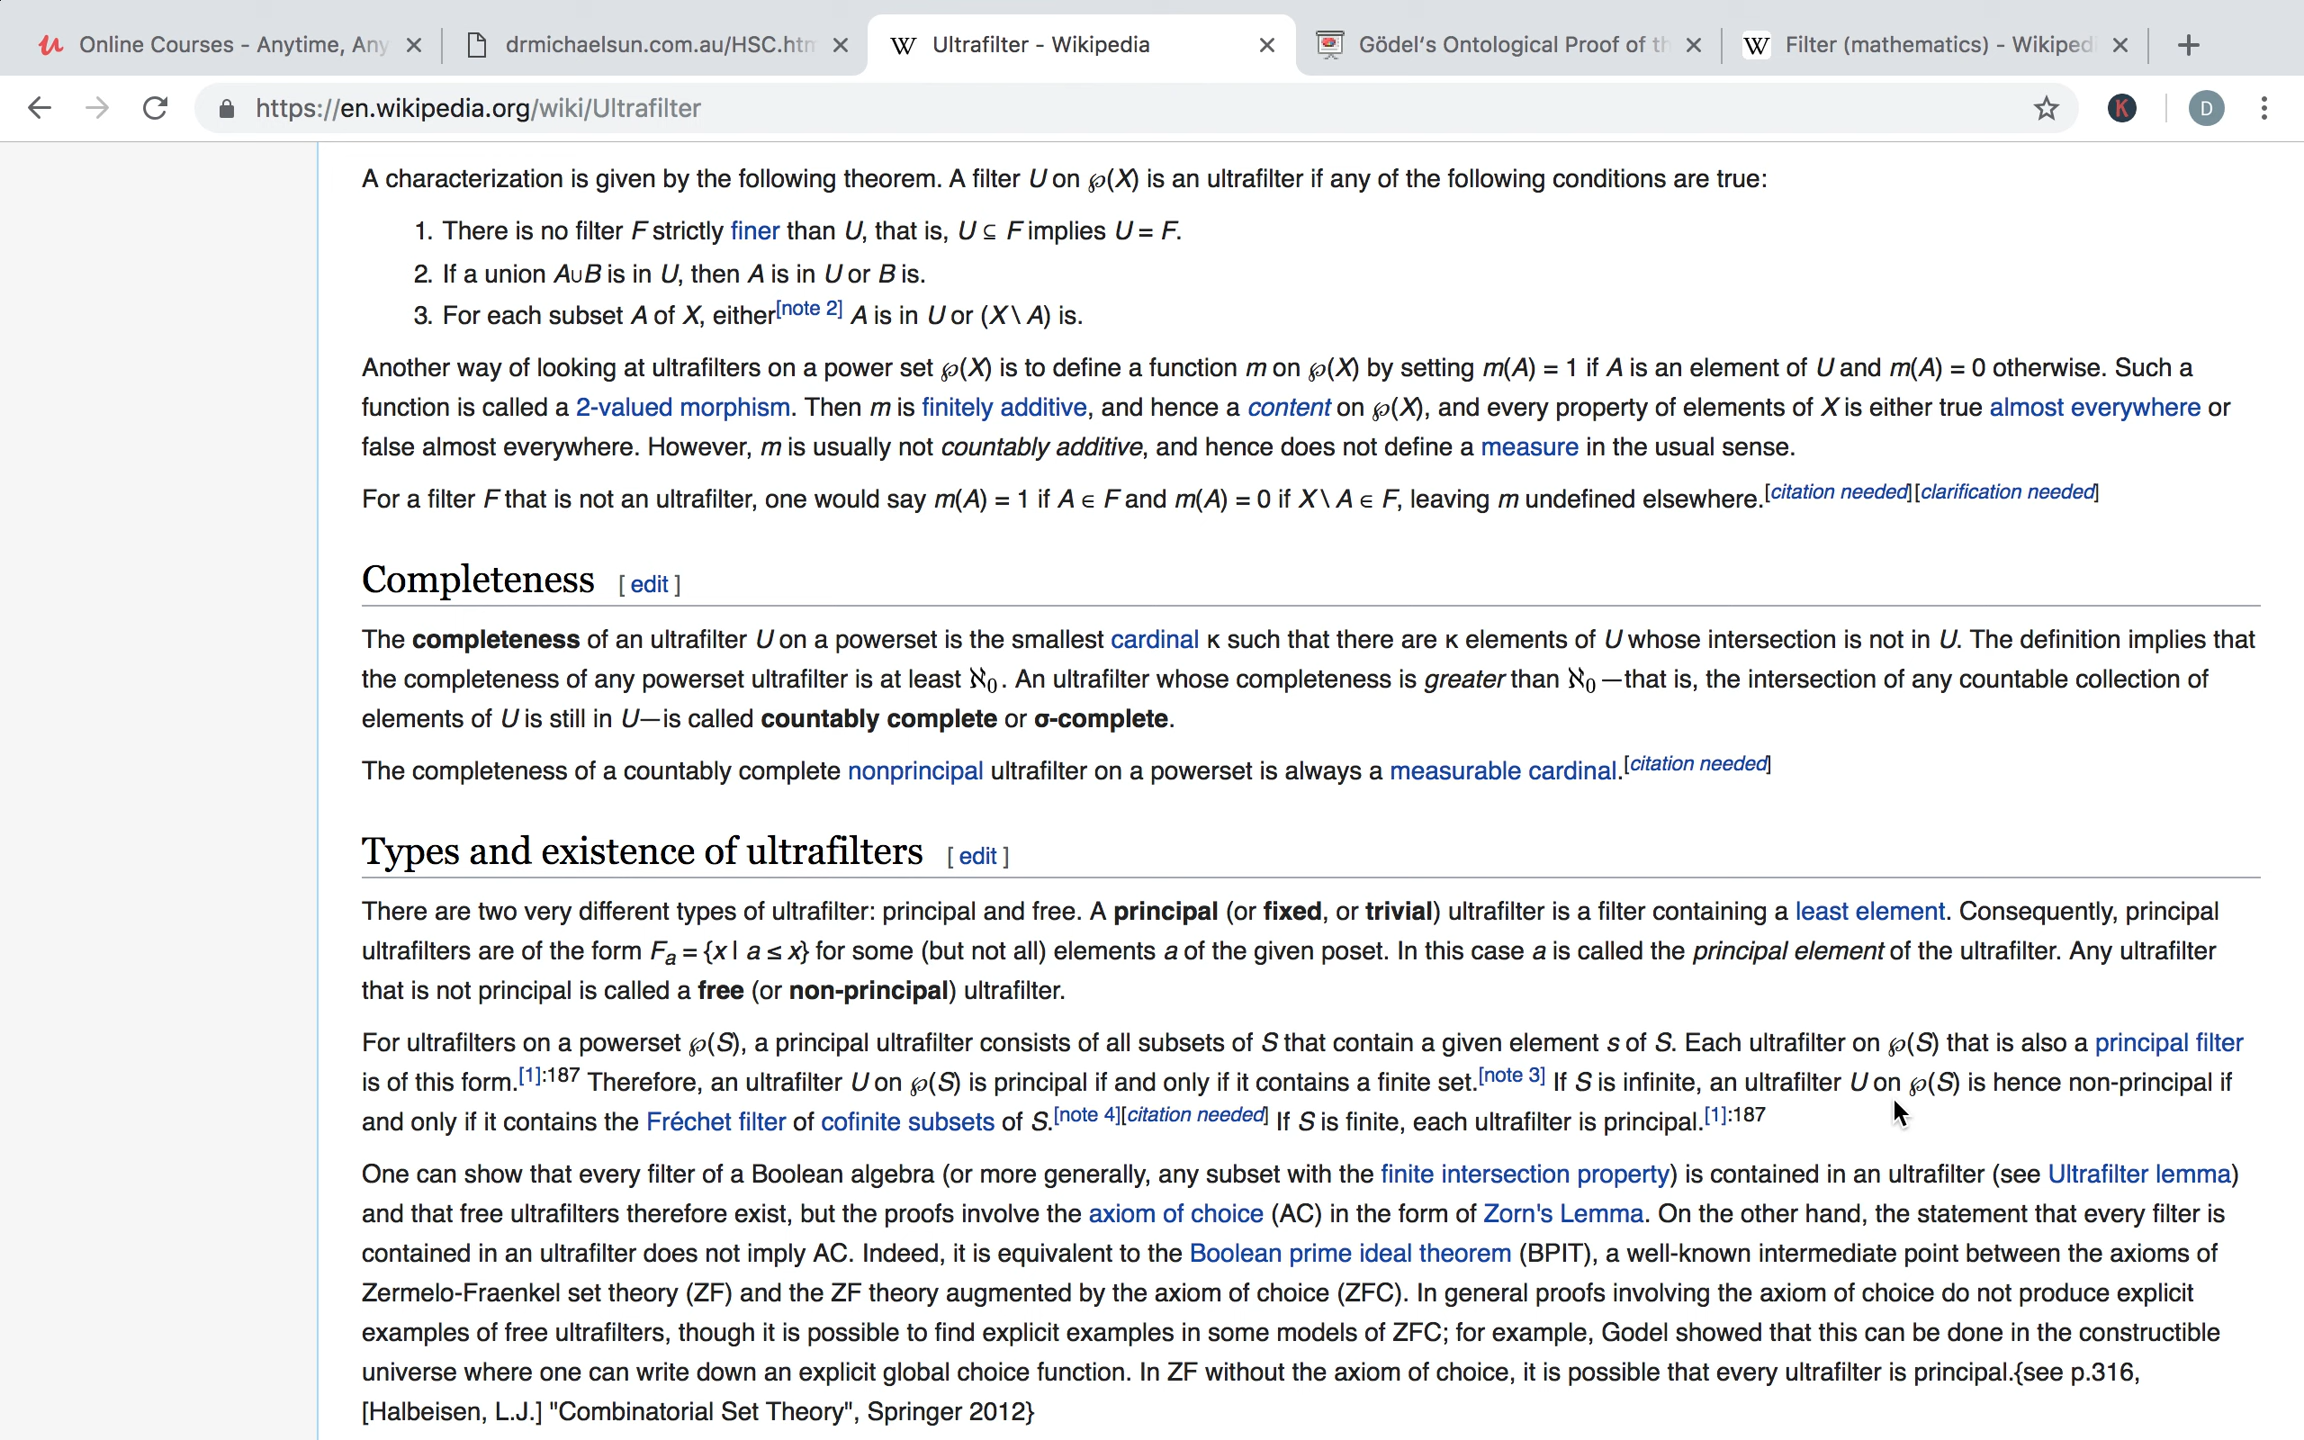 Online Courses - Anytime, Any
drmichaelsun.com.au/HSC.htm
Ultrafilter - Wikipedia
Gödel's Ontological Proof of th
Filter (mathematics) - Wikiped
https://en.wikipedia.org/wiki/Ultrafilter
K
D
A characterization is given by the following theorem. A filter U on ℘(X) is an ultrafilter if any of the following conditions are true:
1. There is no filter F strictly finer than U, that is, U ⊆ F implies U = F.
2. If a union A∪B is in U, then A is in U or B is.
3. For each subset A of X, either[note 2] A is in U or (X \ A) is.
Another way of looking at ultrafilters on a power set ℘(X) is to define a function m on ℘(X) by setting m(A) = 1 if A is an element of U and m(A) = 0 otherwise. Such a
function is called a 2-valued morphism. Then m is finitely additive, and hence a content on ℘(X), and every property of elements of X is either true almost everywhere or
false almost everywhere. However, m is usually not countably additive, and hence does not define a measure in the usual sense.
For a filter F that is not an ultrafilter, one would say m(A) = 1 if A ∈ F and m(A) = 0 if X \ A ∈ F, leaving m undefined elsewhere.[citation needed][clarification needed]
Completeness [ edit ]
The completeness of an ultrafilter U on a powerset is the smallest cardinal κ such that there are κ elements of U whose intersection is not in U. The definition implies that
the completeness of any powerset ultrafilter is at least ℵ0. An ultrafilter whose completeness is greater than ℵ0—that is, the intersection of any countable collection of
elements of U is still in U—is called countably complete or σ-complete.
The completeness of a countably complete nonprincipal ultrafilter on a powerset is always a measurable cardinal.[citation needed]
Types and existence of ultrafilters [ edit ]
There are two very different types of ultrafilter: principal and free. A principal (or fixed, or trivial) ultrafilter is a filter containing a least element. Consequently, principal
ultrafilters are of the form Fa = {x | a ≤ x} for some (but not all) elements a of the given poset. In this case a is called the principal element of the ultrafilter. Any ultrafilter
that is not principal is called a free (or non-principal) ultrafilter.
For ultrafilters on a powerset ℘(S), a principal ultrafilter consists of all subsets of S that contain a given element s of S. Each ultrafilter on ℘(S) that is also a principal filter
is of this form.[1]:187 Therefore, an ultrafilter U on ℘(S) is principal if and only if it contains a finite set.[note 3] If S is infinite, an ultrafilter U on ℘(S) is hence non-principal if
and only if it contains the Fréchet filter of cofinite subsets of S.[note 4][citation needed] If S is finite, each ultrafilter is principal.[1]:187
One can show that every filter of a Boolean algebra (or more generally, any subset with the finite intersection property) is contained in an ultrafilter (see Ultrafilter lemma)
and that free ultrafilters therefore exist, but the proofs involve the axiom of choice (AC) in the form of Zorn's Lemma. On the other hand, the statement that every filter is
contained in an ultrafilter does not imply AC. Indeed, it is equivalent to the Boolean prime ideal theorem (BPIT), a well-known intermediate point between the axioms of
Zermelo-Fraenkel set theory (ZF) and the ZF theory augmented by the axiom of choice (ZFC). In general proofs involving the axiom of choice do not produce explicit
examples of free ultrafilters, though it is possible to find explicit examples in some models of ZFC; for example, Godel showed that this can be done in the constructible
universe where one can write down an explicit global choice function. In ZF without the axiom of choice, it is possible that every ultrafilter is principal.{see p.316,
[Halbeisen, L.J.] "Combinatorial Set Theory", Springer 2012}